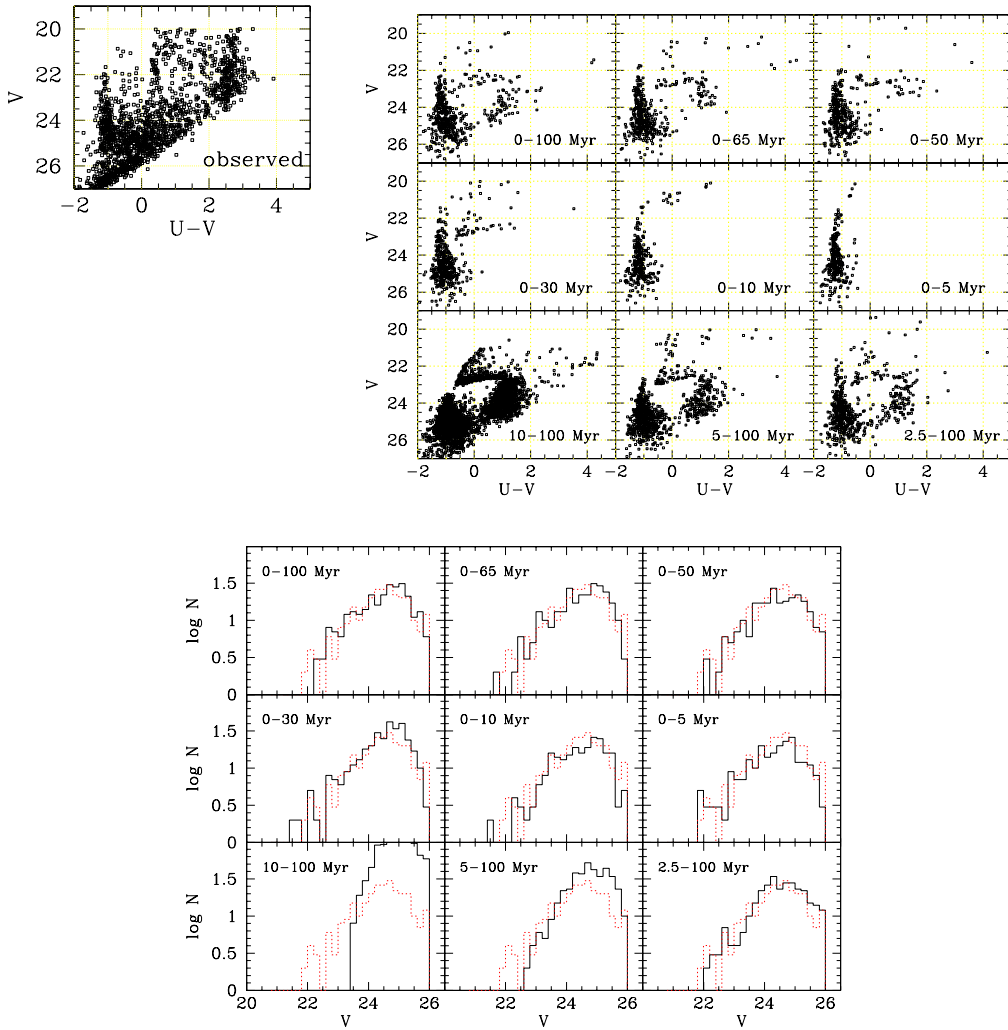 20
22
24
26
V
observed
−2 0 2 4
U−V
20
22
24
26
V
0−100 Myr
0−65 Myr
0−50 Myr
20
22
24
26
V
0−30 Myr
0−10 Myr
0−5 Myr
20
22
24
26
V
10−100 Myr
5−100 Myr
2.5−100 Myr
−2 0 2 4 −2 0 2 4 −2 0 2 4
U−V U−V U−V
0−100 Myr
0−65 Myr
0−50 Myr
1.5
1
0.5
0
log N
0−30 Myr
0−10 Myr
0−5 Myr
1.5
1
0.5
0
log N
10−100 Myr
5−100 Myr
2.5−100 Myr
1.5
1
0.5
0
log N
20 22 24 26 22 24 26 22 24 26
V V V